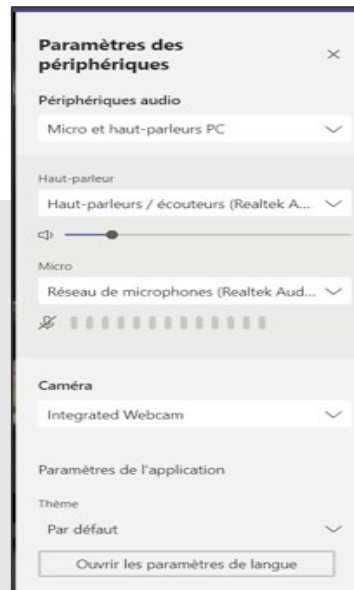 Paramètres des
périphériques
Périphériques audio
Micro et haut-parleurs PC
Haut-parleur
Haut-parleurs / écouteurs (Realtek A...
Micro
Réseau de microphones (Realtek Aud...
Caméra
Integrated Webcam
Paramètres de l'application
Thème
Par défaut
Ouvrir les paramètres de langue